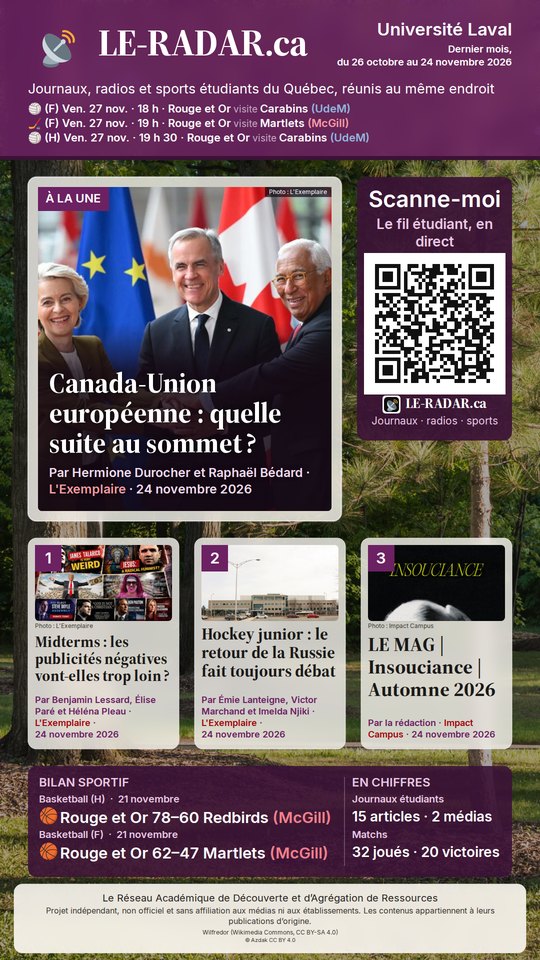 LE-RADAR.ca
Université Laval
Dernier mois,
du 26 octobre au 24 novembre 2026
Journaux, radios et sports étudiants du Québec, réunis au même endroit
(F) Ven. 27 nov. · 18 h · Rouge et Or visite Carabins (UdeM)
(F) Ven. 27 nov. · 19 h · Rouge et Or visite Martlets (McGill)
(H) Ven. 27 nov. · 19 h 30 · Rouge et Or visite Carabins (UdeM)
À LA UNE
Photo : L'Exemplaire
Canada-Union
européenne : quelle
suite au sommet ?
Par Hermione Durocher et Raphaël Bédard ·
L'Exemplaire · 24 novembre 2026
Scanne-moi
Le fil étudiant, en
direct
LE-RADAR.ca
Journaux · radios · sports
1
JAMES TALARICO
WEIRD
Photo : L'Exemplaire
Midterms : les
publicités négatives
vont-elles trop loin ?
Par Benjamin Lessard, Élise
Paré et Héléna Pleau ·
L'Exemplaire ·
24 novembre 2026
2
Hockey junior : le
retour de la Russie
fait toujours débat
Par Émie Lanteigne, Victor
Marchand et Imelda Njiki ·
L'Exemplaire ·
24 novembre 2026
3
INSOUCIANCE
Photo : Impact Campus
LE MAG |
Insouciance |
Automne 2026
Par la rédaction · Impact
Campus · 24 novembre 2026
BILAN SPORTIF
Basketball (H) · 21 novembre
Rouge et Or 78–60 Redbirds (McGill)
Basketball (F) · 21 novembre
Rouge et Or 62–47 Martlets (McGill)
EN CHIFFRES
Journaux étudiants
15 articles · 2 médias
Matchs
32 joués · 20 victoires
Le Réseau Académique de Découverte et d'Agrégation de Ressources
Projet indépendant, non officiel et sans affiliation aux médias ni aux établissements. Les contenus appartiennent à leurs
publications d'origine.
Wilfredor (Wikimedia Commons, CC BY-SA 4.0)
© Azdak CC BY 4.0